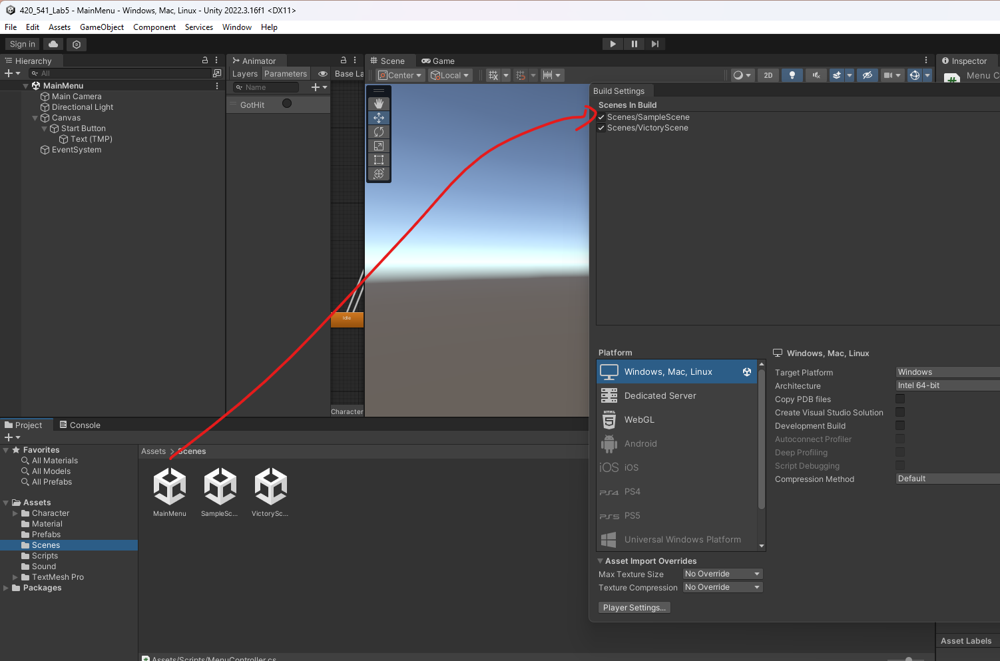 420_541_Lab5 - MainMenu - Windows, Mac, Linux - Unity 2022.3.16f1 <DX11>
File Edit Assets GameObject Component Services Window Help
Sign in
Hierarchy
All
MainMenu
Main Camera
Directional Light
Canvas
Start Button
Text (TMP)
EventSystem
Animator
Layers Parameters Base La
Name
GotHit
Idle
Character
Scene Game
Center Local 2D
Inspector
Menu C
Build Settings
Scenes In Build
Scenes/SampleScene
Scenes/VictoryScene
Platform
Windows, Mac, Linux
Dedicated Server
HTML 5 WebGL
Android
iOS iOS
PS4 PS4
PS5 PS5
Universal Windows Platform
Windows, Mac, Linux
Target Platform Windows
Architecture Intel 64-bit
Copy PDB files
Create Visual Studio Solution
Development Build
Autoconnect Profiler
Deep Profiling
Script Debugging
Compression Method Default
Asset Import Overrides
Max Texture Size No Override
Texture Compression No Override
Player Settings...
Project Console
Favorites
All Materials
All Models
All Prefabs
Assets
Character
Material
Prefabs
Scenes
Scripts
Sound
TextMesh Pro
Packages
Assets > Scenes
MainMenu SampleSc... VictorySc...
Assets/Scripts/MenuController.cs
Asset Labels